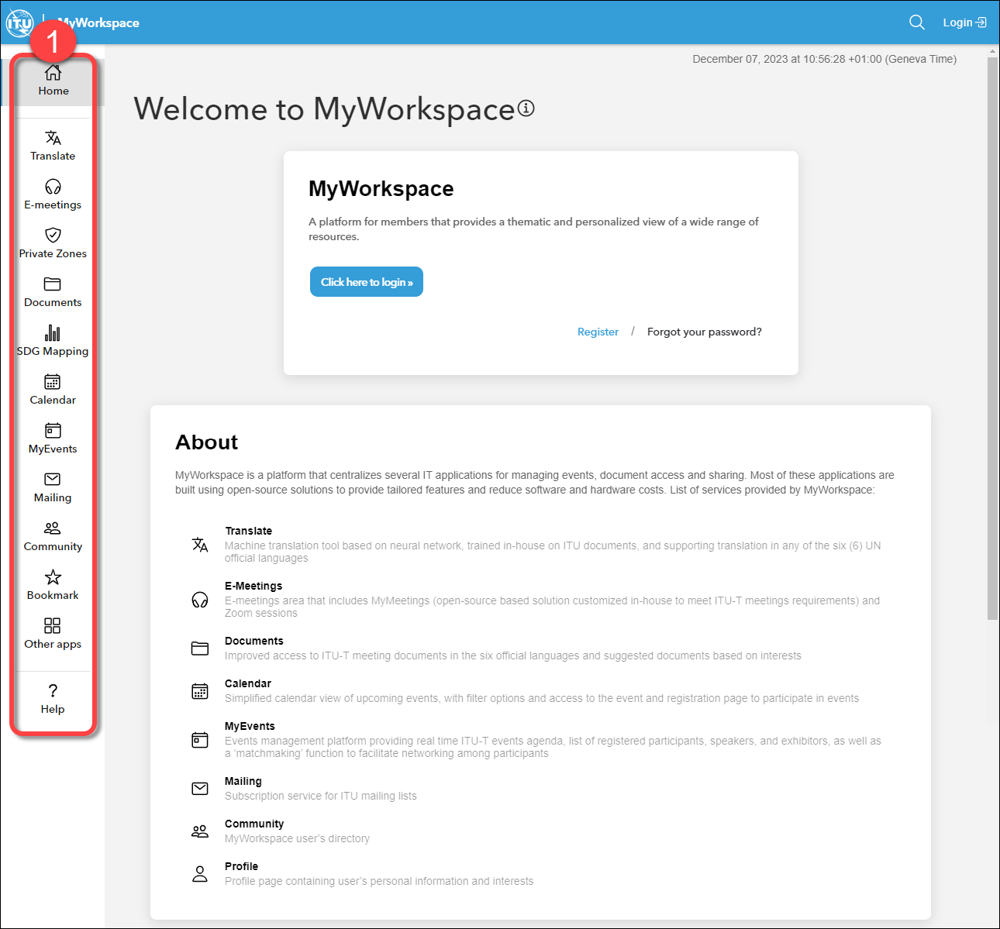 ITU
MyWorkspace
Login
1
Home
Translate
E-meetings
Private Zones
Documents
SDG Mapping
Calendar
MyEvents
Mailing
Community
Bookmark
Other apps
?
Help
December 07, 2023 at 10:56:28 +01:00 (Geneva Time)
Welcome to MyWorkspace
MyWorkspace
A platform for members that provides a thematic and personalized view of a wide range of
resources.
Click here to login »
Register / Forgot your password?
About
MyWorkspace is a platform that centralizes several IT applications for managing events, document access and sharing. Most of these applications are
built using open-source solutions to provide tailored features and reduce software and hardware costs. List of services provided by MyWorkspace:
Translate
Machine translation tool based on neural network, trained in-house on ITU documents, and supporting translation in any of the six (6) UN
official languages
E-Meetings
E-meetings area that includes MyMeetings (open-source based solution customized in-house to meet ITU-T meetings requirements) and
Zoom sessions
Documents
Improved access to ITU-T meeting documents in the six official languages and suggested documents based on interests
Calendar
Simplified calendar view of upcoming events, with filter options and access to the event and registration page to participate in events
MyEvents
Events management platform providing real time ITU-T events agenda, list of registered participants, speakers, and exhibitors, as well as
a ‘matchmaking’ function to facilitate networking among participants
Mailing
Subscription service for ITU mailing lists
Community
MyWorkspace user’s directory
Profile
Profile page containing user’s personal information and interests